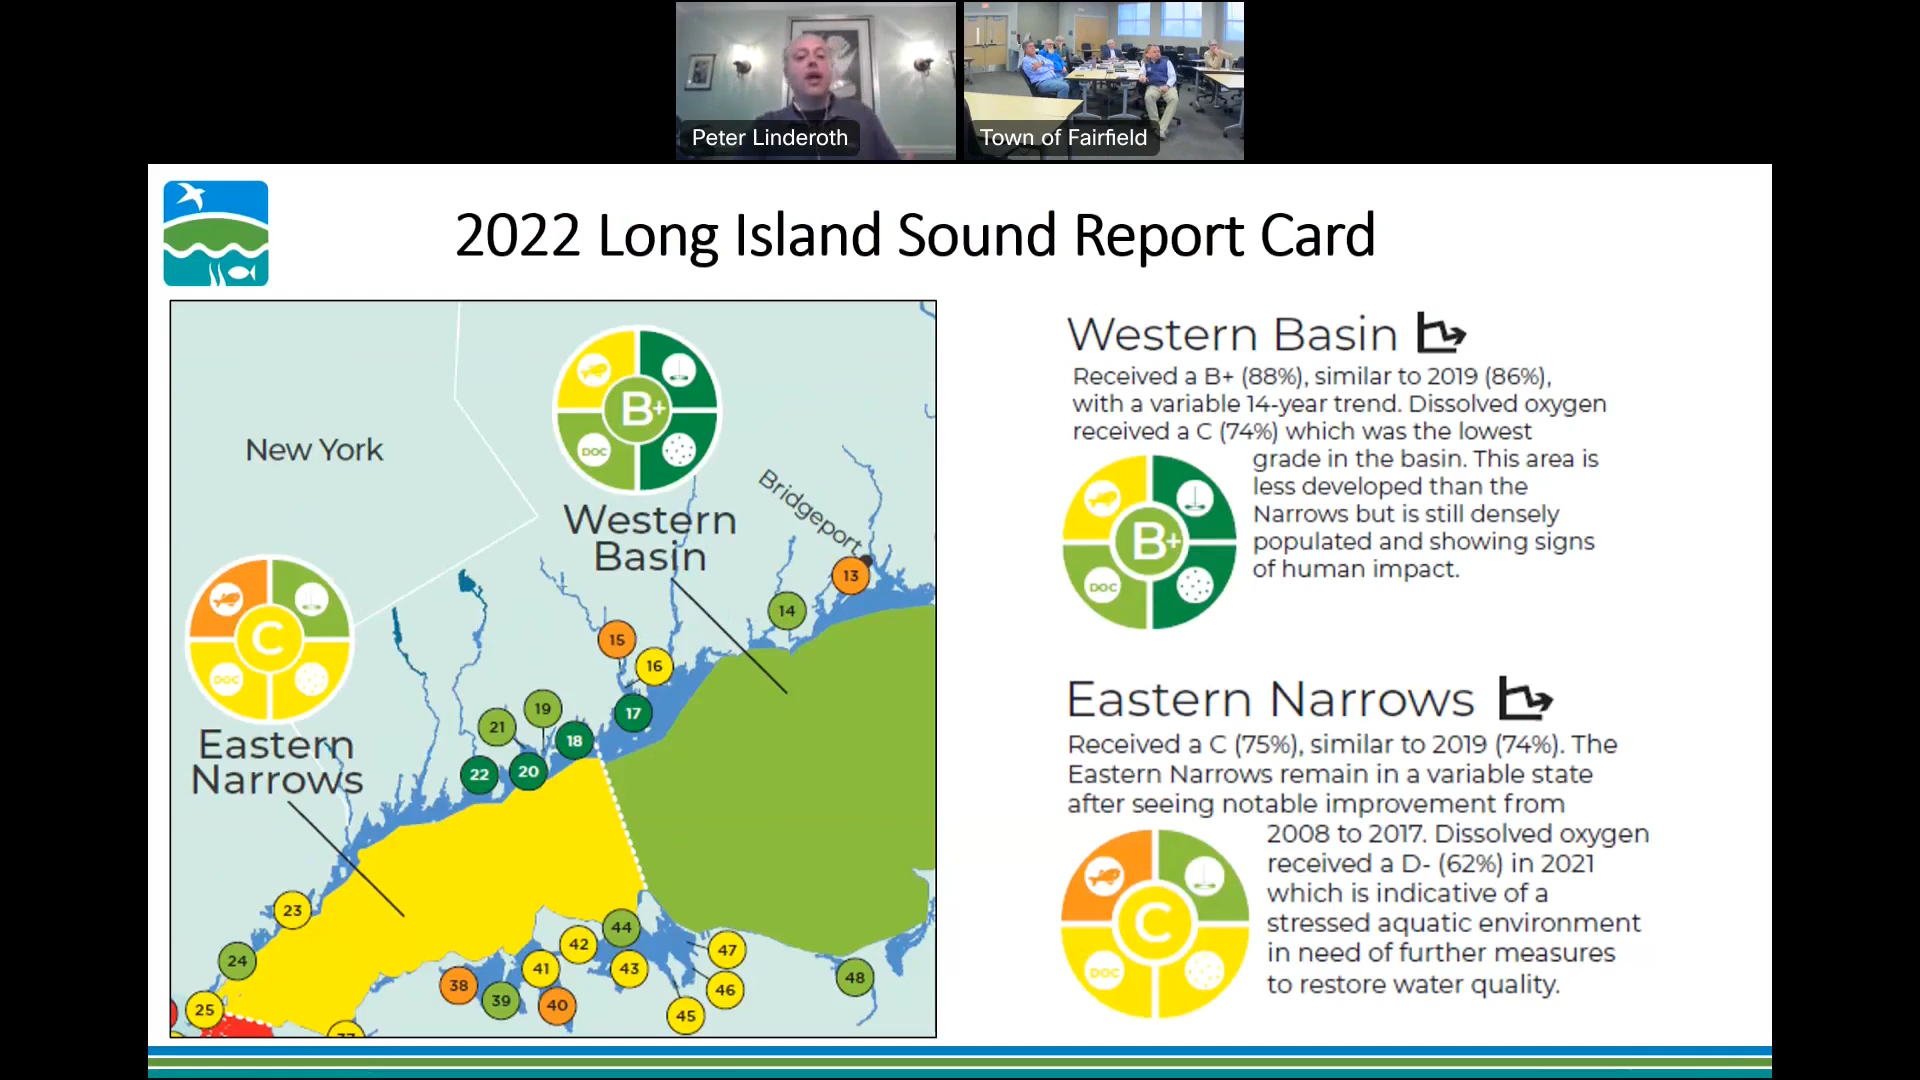 Peter Linderoth
Town of Fairfield
2022 Long Island Sound Report Card
B+
New York
Western
Basin
Bridgeport
13
14
15
16
17
19
21
18
22
20
C
Eastern
Narrows
DOC
DOC
23
24
25
44
42
47
41
43
38
39
40
46
45
48
Western Basin
Received a B+ (88%), similar to 2019 (86%),
with a variable 14-year trend. Dissolved oxygen
received a C (74%) which was the lowest
grade in the basin. This area is
less developed than the
Narrows but is still densely
populated and showing signs
of human impact.
B+
DOC
Eastern Narrows
Received a C (75%), similar to 2019 (74%). The
Eastern Narrows remain in a variable state
after seeing notable improvement from
2008 to 2017. Dissolved oxygen
received a D- (62%) in 2021
which is indicative of a
stressed aquatic environment
in need of further measures
to restore water quality.
C
DOC